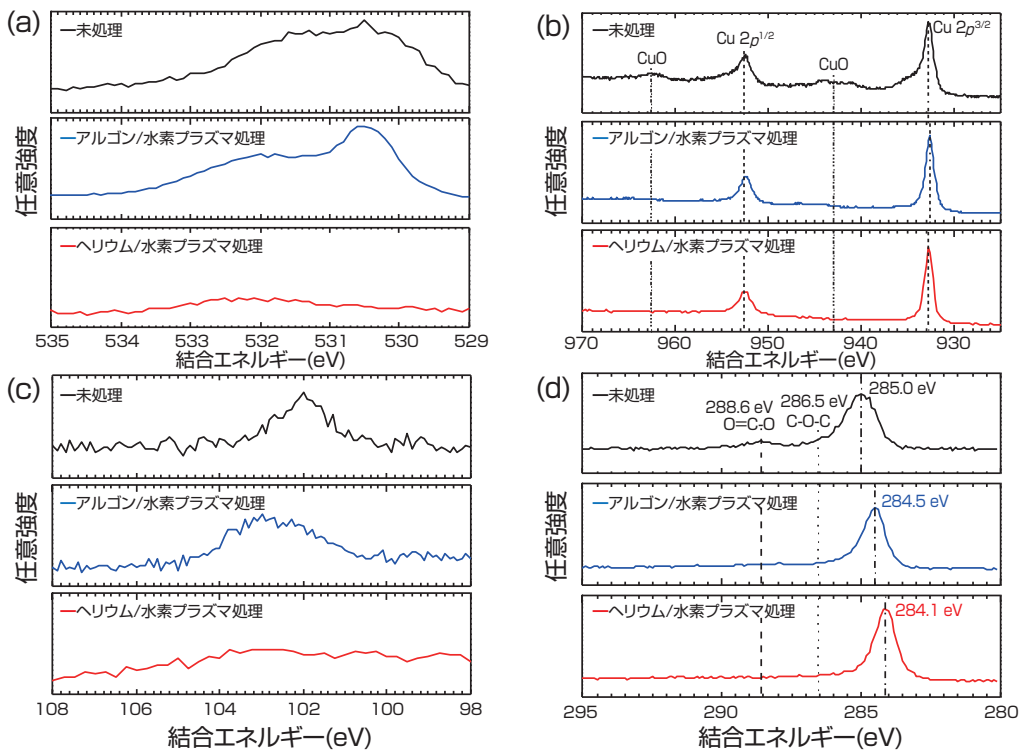 (a)
未処理
アルゴン/水素プラズマ処理
ヘリウム/水素プラズマ処理
任意強度
535 534 533 532 531 530 529
結合エネルギー(eV)
(b)
未処理
CuO
Cu 2p1/2
CuO
Cu 2p3/2
アルゴン/水素プラズマ処理
ヘリウム/水素プラズマ処理
任意強度
970 960 950 940 930
結合エネルギー(eV)
(c)
未処理
アルゴン/水素プラズマ処理
ヘリウム/水素プラズマ処理
任意強度
108 106 104 102 100 98
結合エネルギー(eV)
(d)
未処理
288.6 eV
O=C-O
286.5 eV
C-O-C
285.0 eV
アルゴン/水素プラズマ処理
284.5 eV
ヘリウム/水素プラズマ処理
284.1 eV
任意強度
295 290 285 280
結合エネルギー(eV)